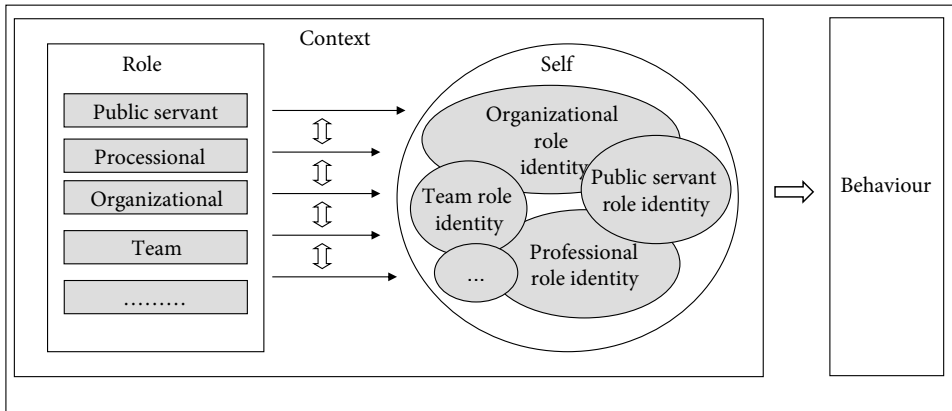 Context
Role
Public servant
Processional
Organizational
Team
………
Self
Organizational
role
identity
Public servant
role identity
Team role
identity
Professional
role identity
...
Behaviour